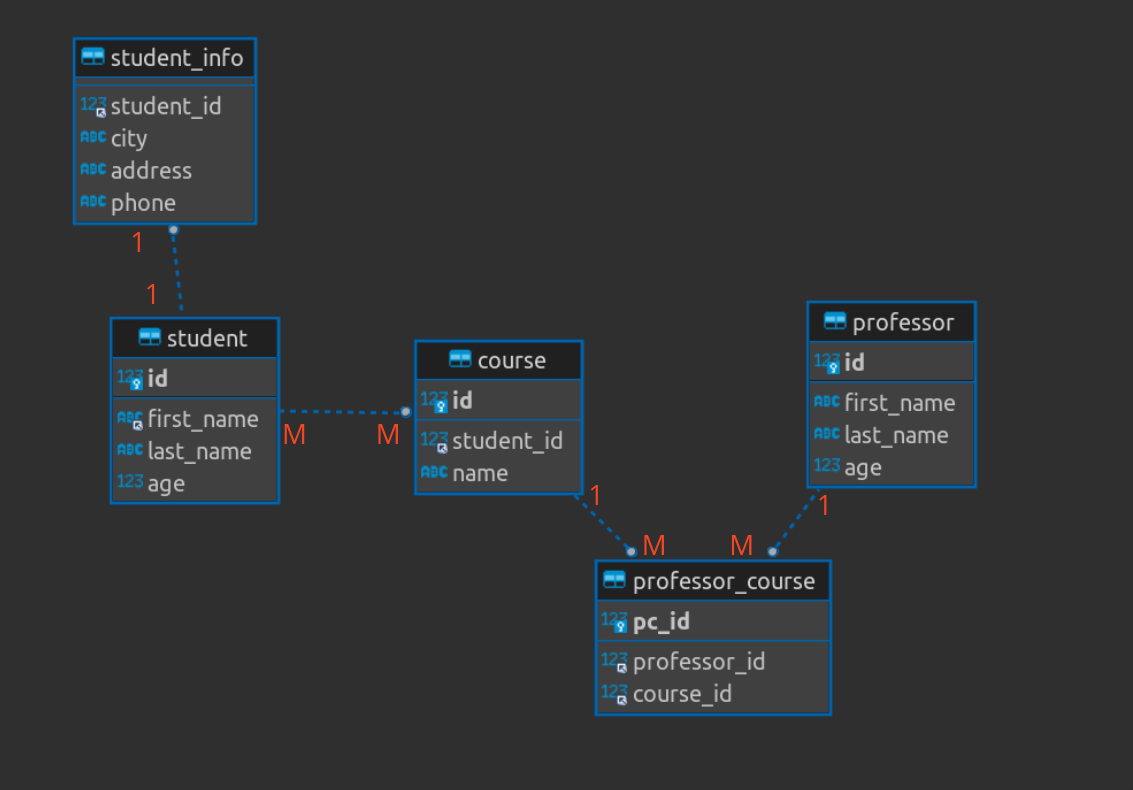 student_info
123 student_id
ABC city
ABC address
ABC phone
1
1
student
123 id
ABC first_name
ABC last_name
123 age
M
M
course
123 id
123 student_id
ABC name
professor
123 id
ABC first_name
ABC last_name
123 age
1
1
M
M
professor_course
123 pc_id
123 professor_id
123 course_id